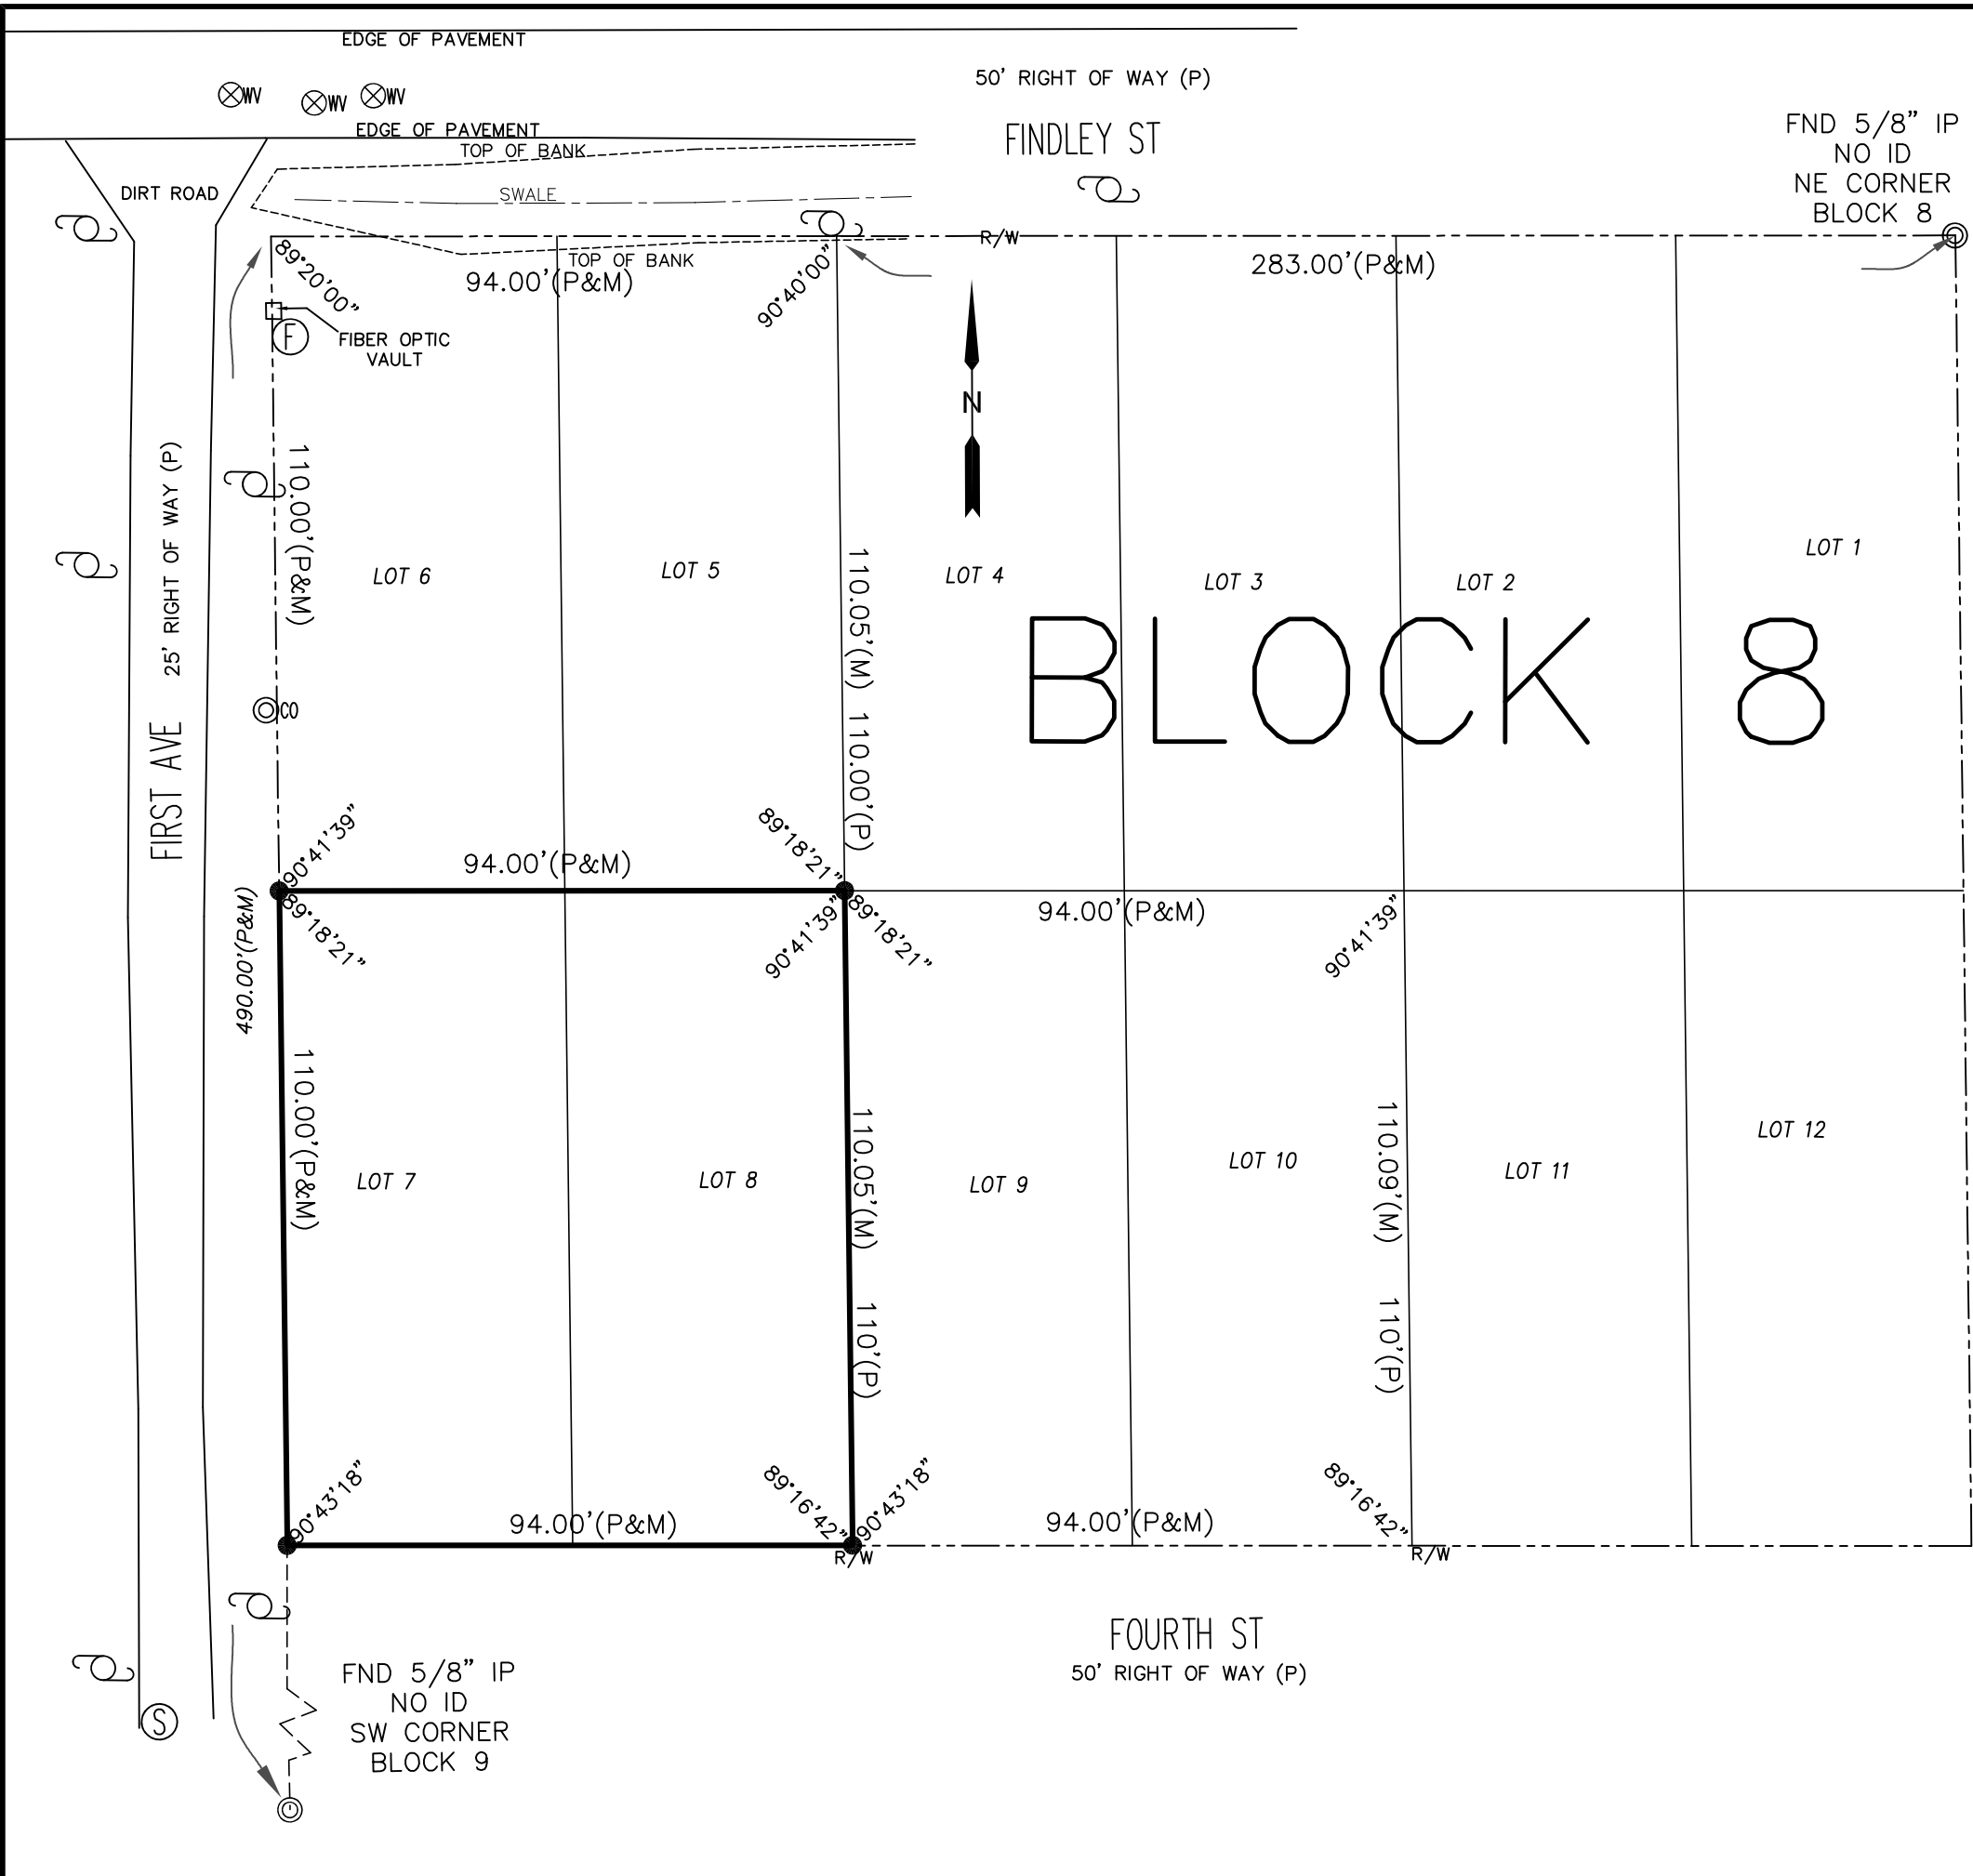 EDGE OF PAVEMENT
50' RIGHT OF WAY (P)
WV
WV
WV
EDGE OF PAVEMENT
FINDLEY ST
FND 5/8" IP
NO ID
NE CORNER
BLOCK 8
TOP OF BANK
DIRT ROAD
SWALE
R/W
TOP OF BANK
89°20'00"
94.00'(P&M)
90°40'00"
283.00'(P&M)
F
FIBER OPTIC
VAULT
N
110.00'(P&M)
25' RIGHT OF WAY (P)
FIRST AVE
LOT 6
LOT 5
110.05'(M)
110.00'(P)
LOT 4
LOT 3
LOT 2
LOT 1
BLOCK 8
CO
90°41'39"
94.00'(P&M)
89°18'21"
490.00'(P&M)
89°18'21"
90°41'39"
89°18'21"
94.00'(P&M)
90°41'39"
110.00'(P&M)
LOT 7
LOT 8
110.05'(M)
110'(P)
LOT 9
LOT 10
110.09'(M)
110'(P)
LOT 11
LOT 12
90°43'18"
94.00'(P&M)
89°16'42"
90°43'18"
94.00'(P&M)
89°16'42"
R/W
R/W
FOURTH ST
50' RIGHT OF WAY (P)
FND 5/8" IP
NO ID
SW CORNER
BLOCK 9
S